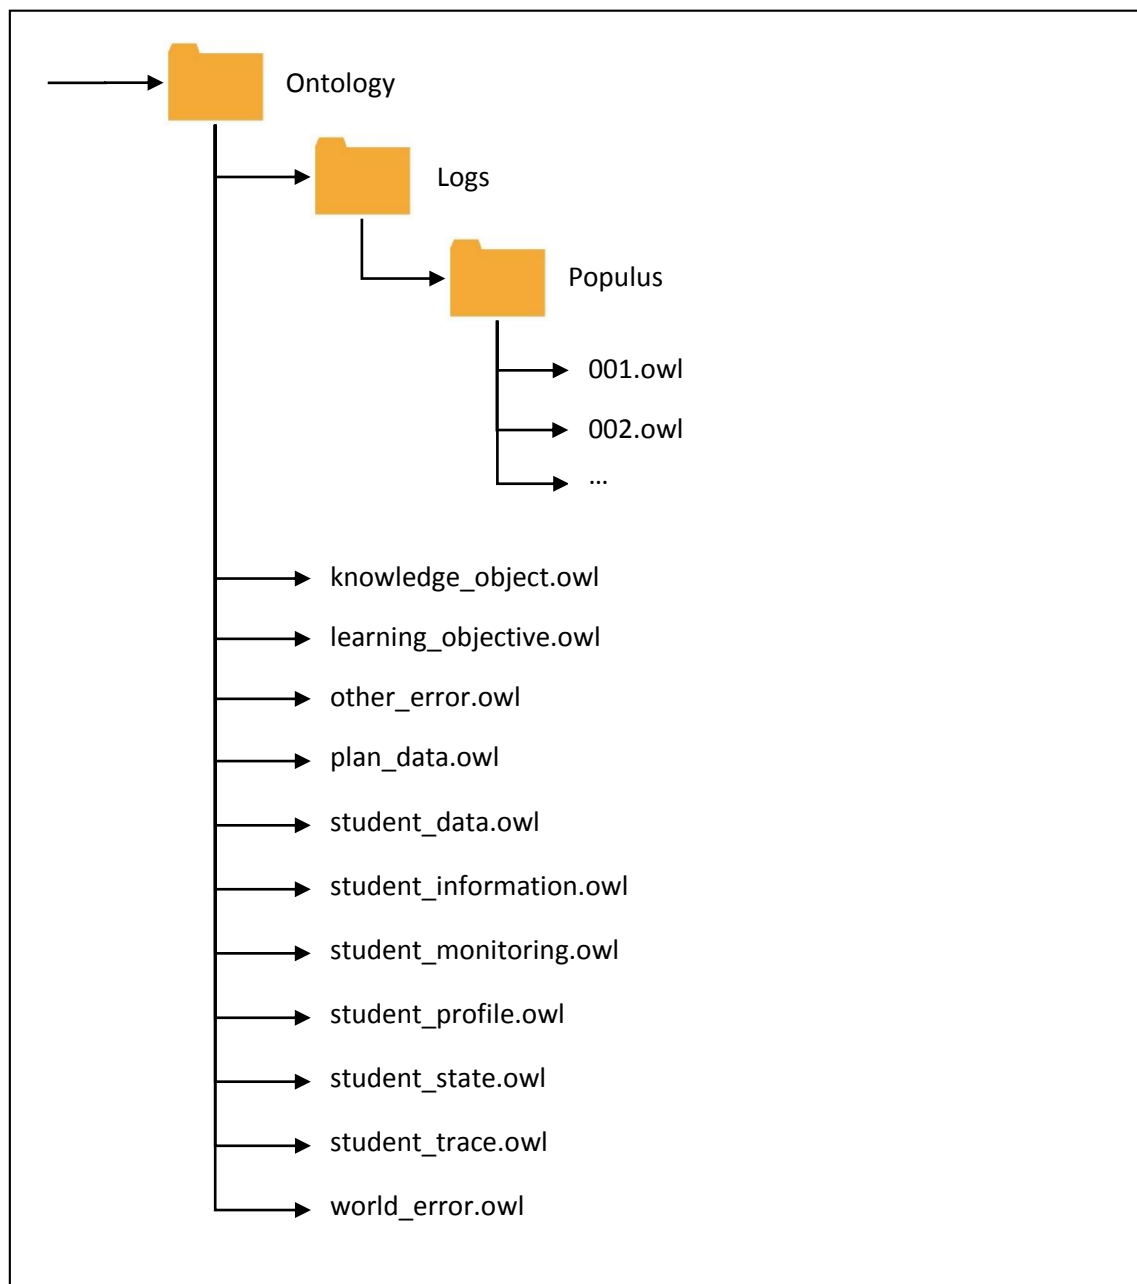 Ontology
Logs
Populus
001.owl
002.owl
...
knowledge_object.owl
learning_objective.owl
other_error.owl
plan_data.owl
student_data.owl
student_information.owl
student_monitoring.owl
student_profile.owl
student_state.owl
student_trace.owl
world_error.owl